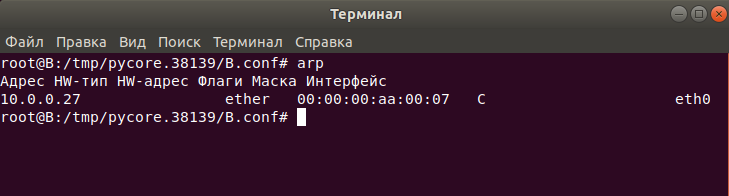 Терминал
Файл Правка Вид Поиск Терминал Справка
root@B:/tmp/pycore.38139/B.conf# arp
Адрес HW-тип HW-адрес Флаги Маска Интерфейс
10.0.0.27 ether 00:00:00:aa:00:07 C eth0
root@B:/tmp/pycore.38139/B.conf#